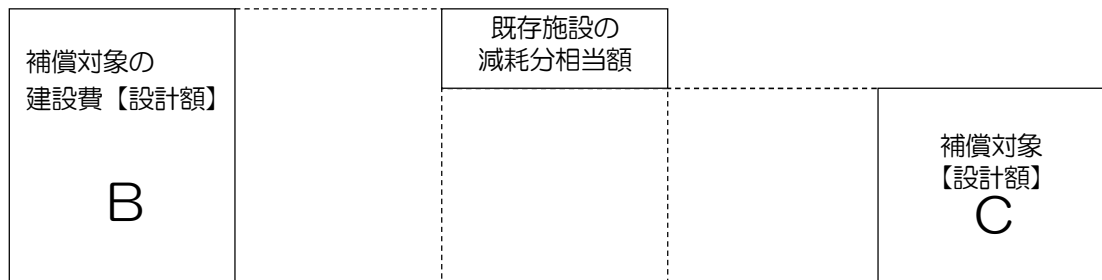 補償対象の
建設費【設計額】
B
既存施設の
減耗分相当額
補償対象
【設計額】
C